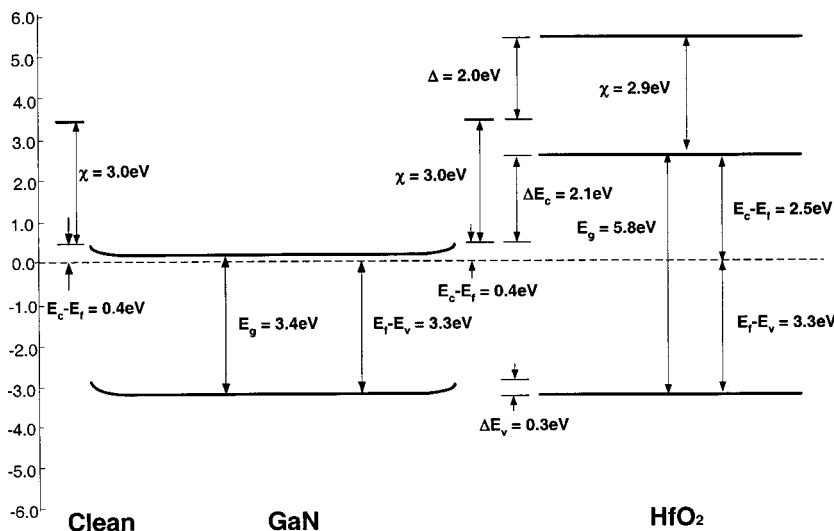 6.0
5.0
4.0
3.0
2.0
1.0
0.0
-1.0
-2.0
-3.0
-4.0
-5.0
-6.0
χ = 3.0eV
E_c-E_f = 0.4eV
E_g = 3.4eV
E_f-E_v = 3.3eV
χ = 3.0eV
E_c-E_f = 0.4eV
Δ = 2.0eV
ΔE_c = 2.1eV
ΔE_v = 0.3eV
χ = 2.9eV
E_g = 5.8eV
E_c-E_f = 2.5eV
E_f-E_v = 3.3eV
Clean GaN HfO₂